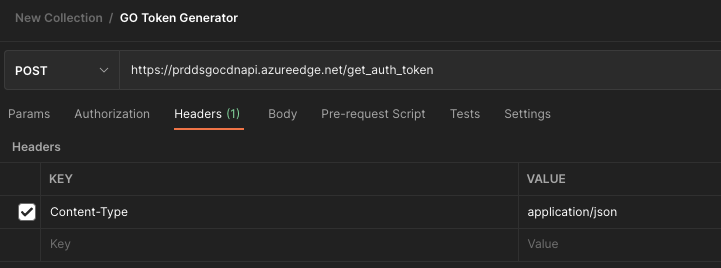 New Collection / GO Token Generator
POST https://prddsgocdnapi.azureedge.net/get_auth_token
Params Authorization Headers (1) Body Pre-request Script Tests Settings
Headers
KEY VALUE
Content-Type application/json
Key Value